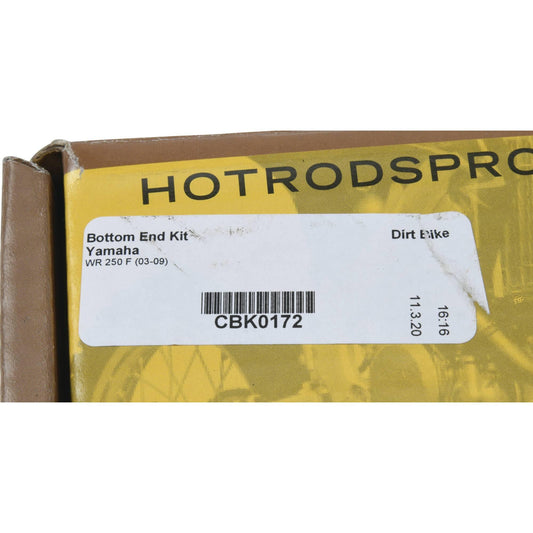 HOTRODSPRO
Bottom End Kit
Dirt Bike
Yamaha
WR 250 F (03-09)
CBK0172
11.3.20
16:16